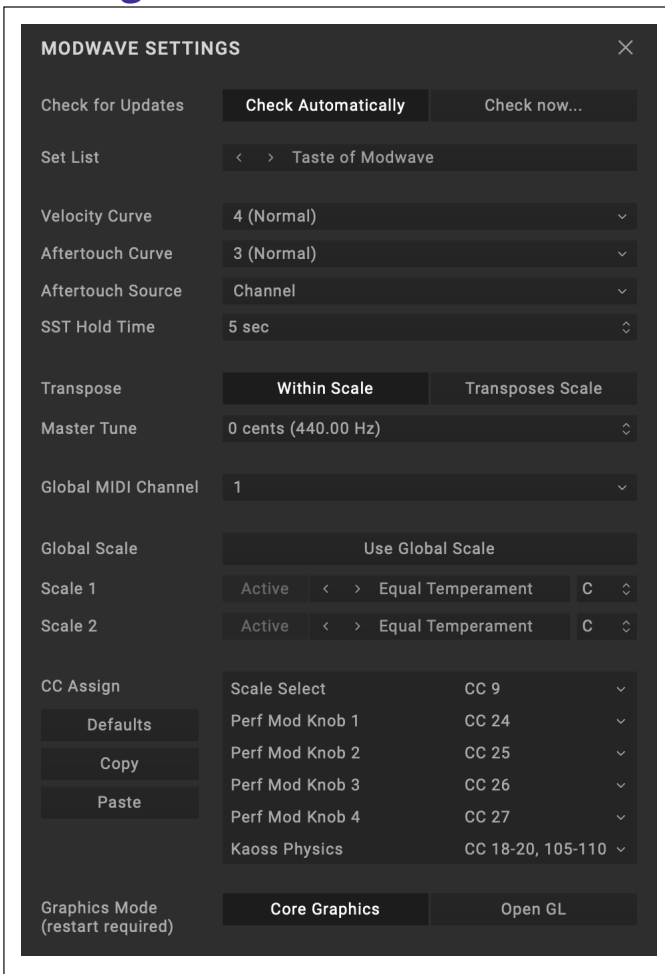 MODWAVE SETTINGS
Check for Updates Check Automatically Check now...
Set List < > Taste of Modwave
Velocity Curve 4 (Normal)
Aftertouch Curve 3 (Normal)
Aftertouch Source Channel
SST Hold Time 5 sec
Transpose Within Scale Transposes Scale
Master Tune 0 cents (440.00 Hz)
Global MIDI Channel 1
Global Scale Use Global Scale
Scale 1 Active < > Equal Temperament C
Scale 2 Active < > Equal Temperament C
CC Assign Scale Select CC 9
Defaults Perf Mod Knob 1 CC 24
Copy Perf Mod Knob 2 CC 25
Paste Perf Mod Knob 3 CC 26
Perf Mod Knob 4 CC 27
Kaoss Physics CC 18-20, 105-110
Graphics Mode Core Graphics Open GL
(restart required)